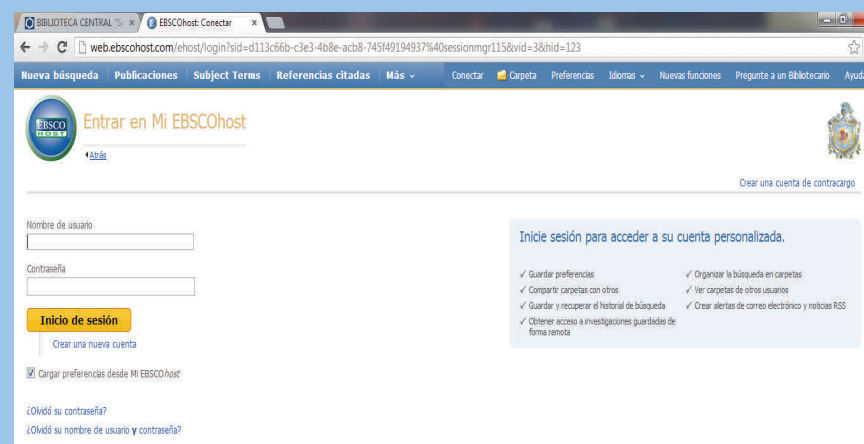 BIBLIOTECA CENTRAL "S
EBSCOhost: Conectar
web.ebscohost.com/ehost/login?sid=d113c66b-c3e3-4b8e-acb8-745f49194937%40sessionmgr115&vid=3&hid=123
Nueva búsqueda Publicaciones Subject Terms Referencias citadas Más Conectar Carpeta Preferencias Idiomas Nuevas funciones Pregunte a un Bibliotecario Ayuda
EBSCO
HOST
Entrar en Mi EBSCOhost
Atrás
Crear una cuenta de contracargo
Nombre de usuario
Contraseña
Inicio de sesión
Crear una nueva cuenta
Cargar preferencias desde Mi EBSCOhost
¿Olvidó su contraseña?
¿Olvidó su nombre de usuario y contraseña?
Inicie sesión para acceder a su cuenta personalizada.
✓ Guardar preferencias
✓ Compartir carpetas con otros
✓ Guardar y recuperar el historial de búsqueda
✓ Obtener acceso a investigaciones guardadas de
forma remota
✓ Organizar la búsqueda en carpetas
✓ Ver carpetas de otros usuarios
✓ Crear alertas de correo electrónico y noticias RSS